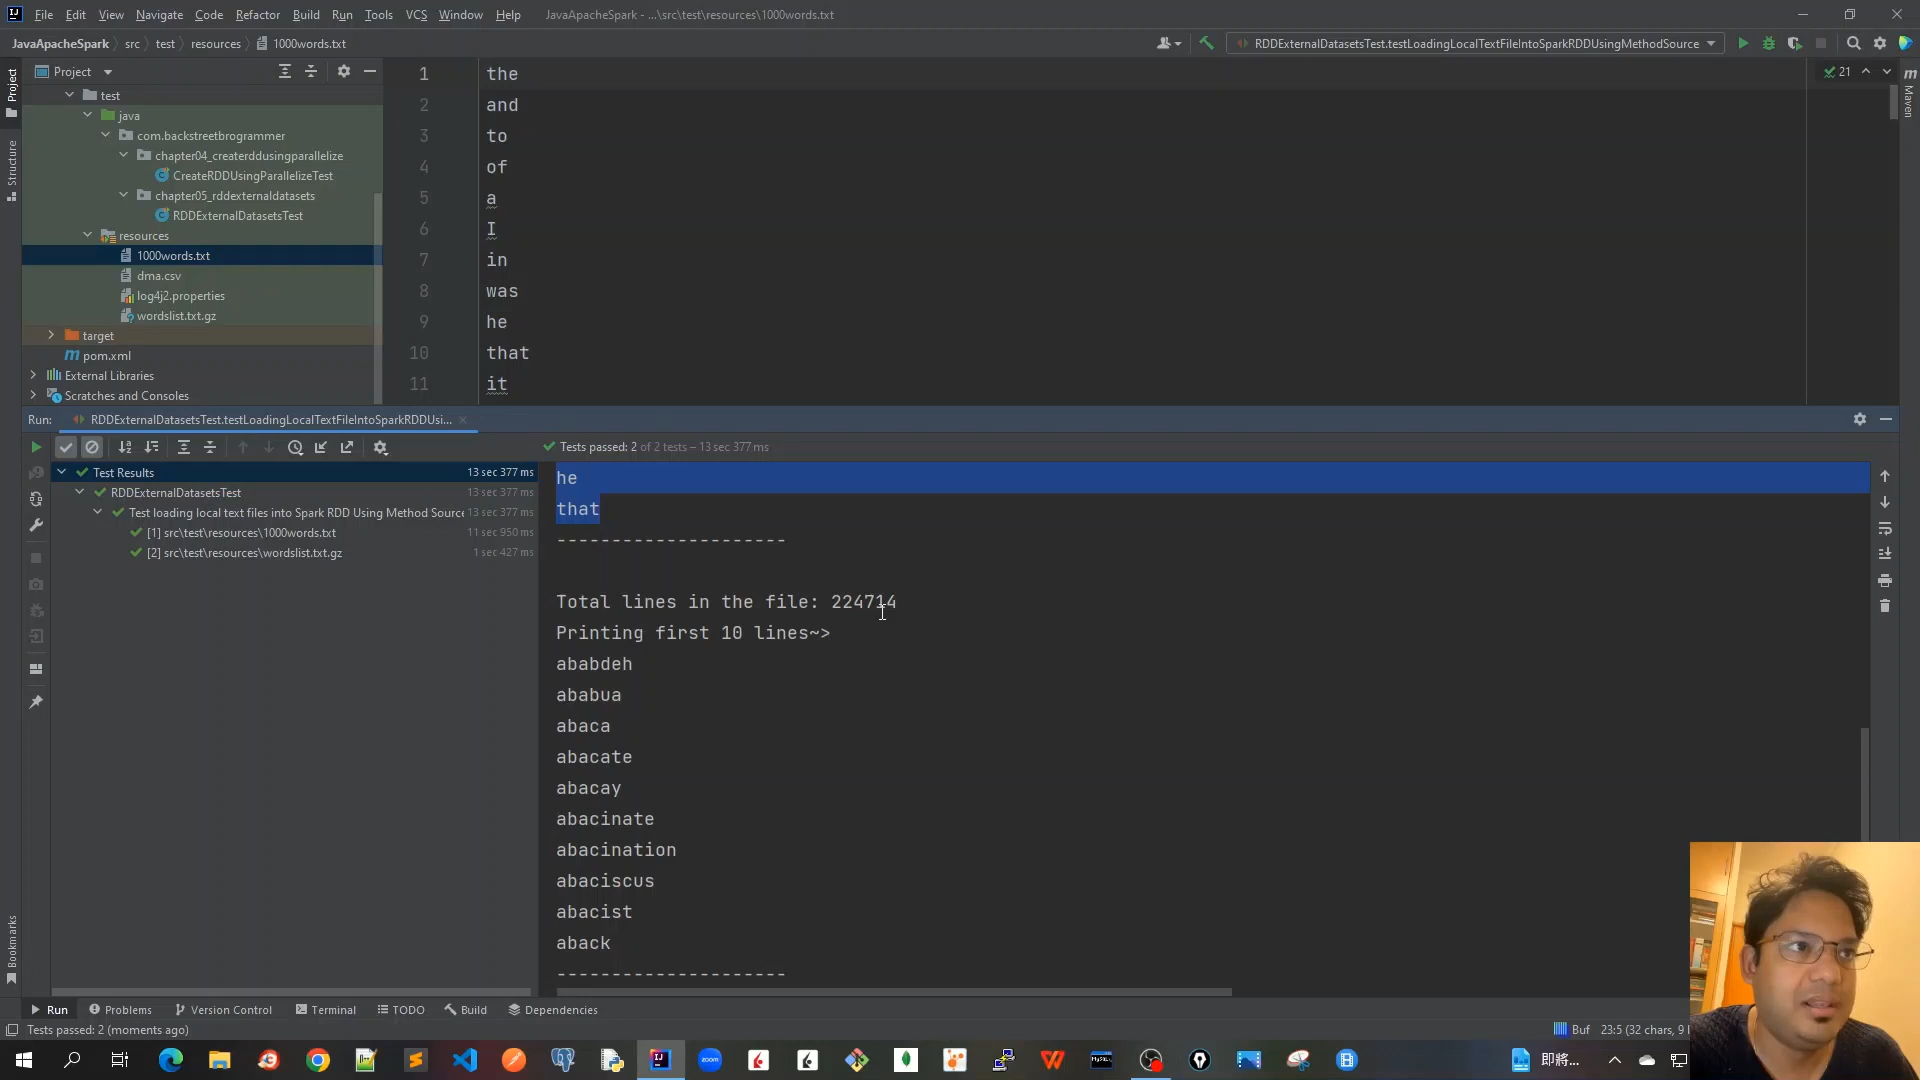 File Edit View Navigate Code Refactor Build Run Tools VCS Window Help JavaApacheSpark - ...\src\test\resources\1000words.txt
JavaApacheSpark src test resources 1000words.txt RDDExternalDatasetsTest.testLoadingLocalTextFileIntoSparkRDDUsingMethodSource
Project
test
java
com.backstreetbrogrammer
chapter04_createrddusingparallelize
CreateRDDUsingParallelizeTest
chapter05_rddexternaldatasets
RDDExternalDatasetsTest
resources
1000words.txt
dma.csv
log4j2.properties
wordslist.txt.gz
target
pom.xml
External Libraries
Scratches and Consoles
Project
Structure
Bookmarks
Maven
21
1 the
2 and
3 to
4 of
5 a
6 I
7 in
8 was
9 he
10 that
11 it
Run: RDDExternalDatasetsTest.testLoadingLocalTextFileIntoSparkRDDUsi...
Tests passed: 2 of 2 tests – 13 sec 377 ms
Test Results 13 sec 377 ms
RDDExternalDatasetsTest 13 sec 377 ms
Test loading local text files into Spark RDD Using Method Source 13 sec 377 ms
[1] src\test\resources\1000words.txt 11 sec 950 ms
[2] src\test\resources\wordslist.txt.gz 1 sec 427 ms
he
that
---------------------
Total lines in the file: 224714
Printing first 10 lines~>
ababdeh
ababua
abaca
abacate
abacay
abacinate
abacination
abaciscus
abacist
aback
---------------------
Run Problems Version Control Terminal TODO Build Dependencies
Tests passed: 2 (moments ago) Buf 23:5 (32 chars, 9
zoom
即將...